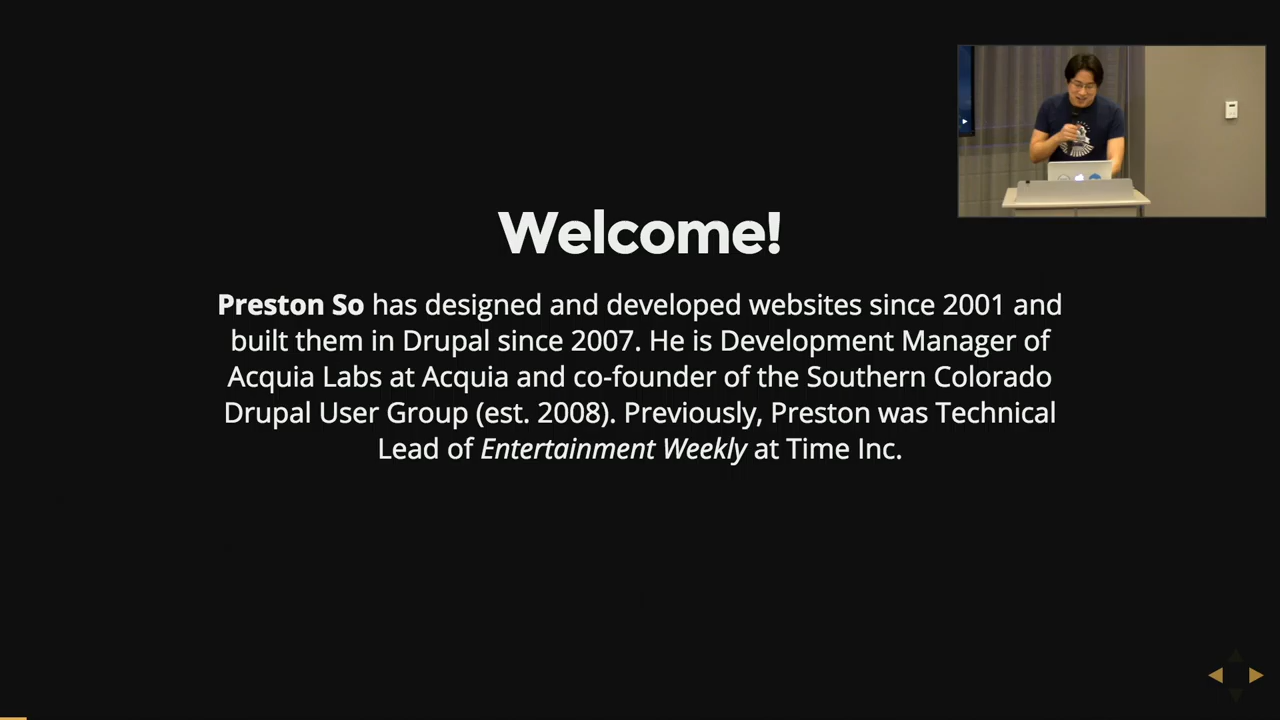 Welcome!
Preston So has designed and developed websites since 2001 and
built them in Drupal since 2007. He is Development Manager of
Acquia Labs at Acquia and co-founder of the Southern Colorado
Drupal User Group (est. 2008). Previously, Preston was Technical
Lead of Entertainment Weekly at Time Inc.